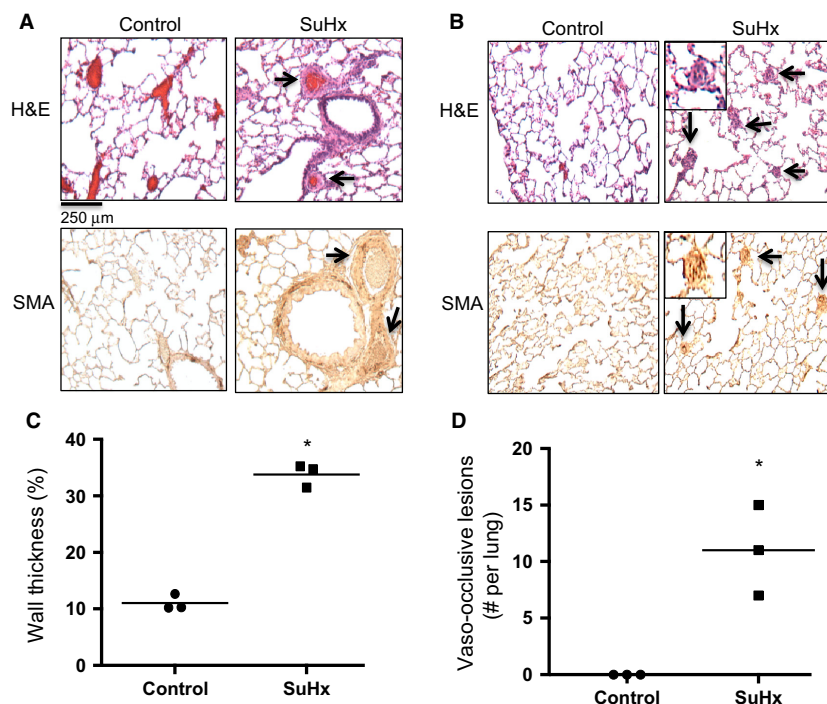 A
Control
SuHx
H&E
250 μm
SMA
B
Control
SuHx
H&E
SMA
C
Wall thickness (%)
40
30
20
10
0
*
Control
SuHx
D
Vaso-occlusive lesions
(# per lung)
20
15
10
5
0
*
Control
SuHx